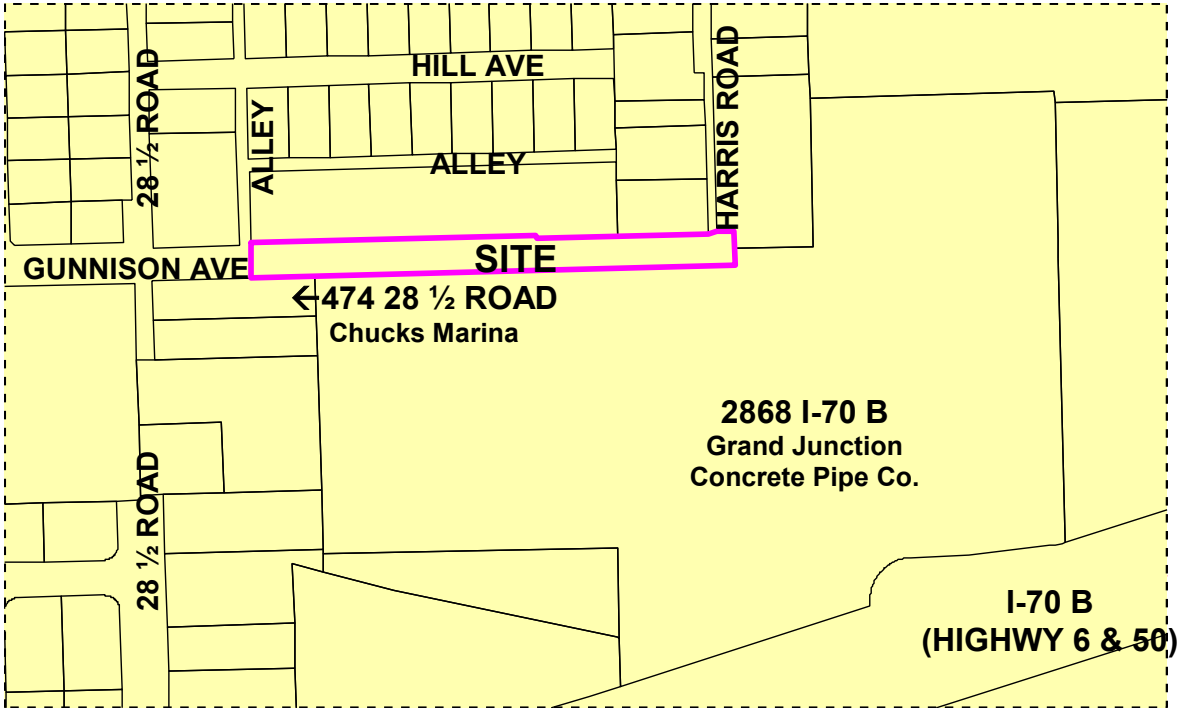 HILL AVE
28 ½ ROAD
ALLEY
ALLEY
HARRIS ROAD
GUNNISON AVE
SITE
←474 28 ½ ROAD
Chucks Marina
2868 I-70 B
Grand Junction
Concrete Pipe Co.
28 ½ ROAD
I-70 B
(HIGHWY 6 & 50)